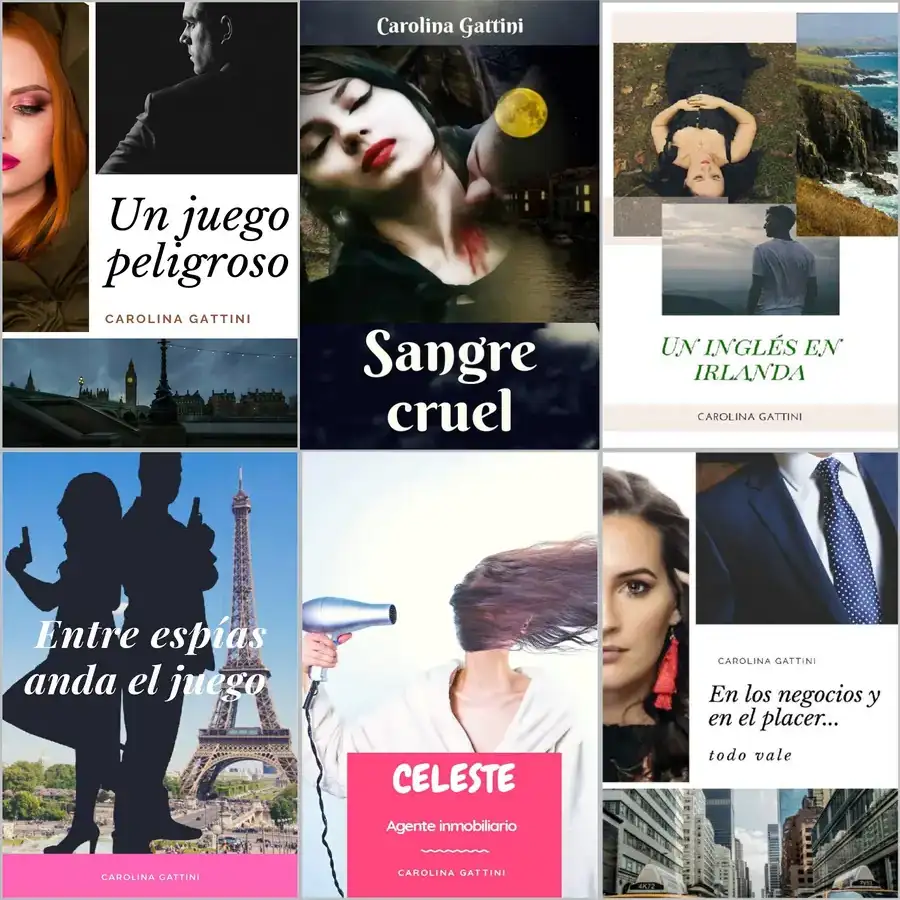 Un juego
peligroso
CAROLINA GATTINI
Carolina Gattini
Sangre
cruel
UN INGLÉS EN
IRLANDA
CAROLINA GATTINI
Entre espías
anda el juego
CAROLINA GATTINI
CELESTE
Agente inmobiliario
CAROLINA GATTINI
CAROLINA GATTINI
En los negocios y
en el placer...
todo vale
4K72